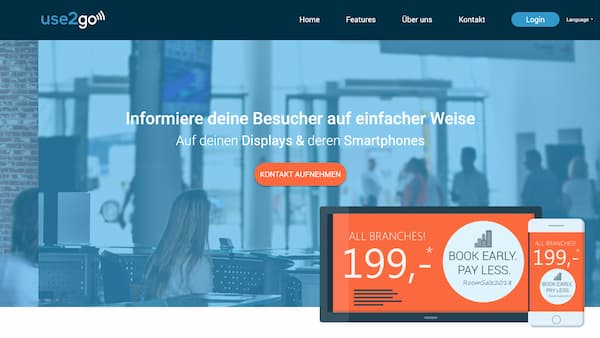 use2go
Home Features Über uns Kontakt Login Language
Informiere deine Besucher auf einfacher Weise
Auf deinen Displays & deren Smartphones
KONTAKT AUFNEHMEN
ALL BRANCHES!
199,-*
BOOK EARLY.
PAY LESS.
RoomSale2018
ALL BRANCHES!
199,-*
BOOK EARLY.
PAY LESS.